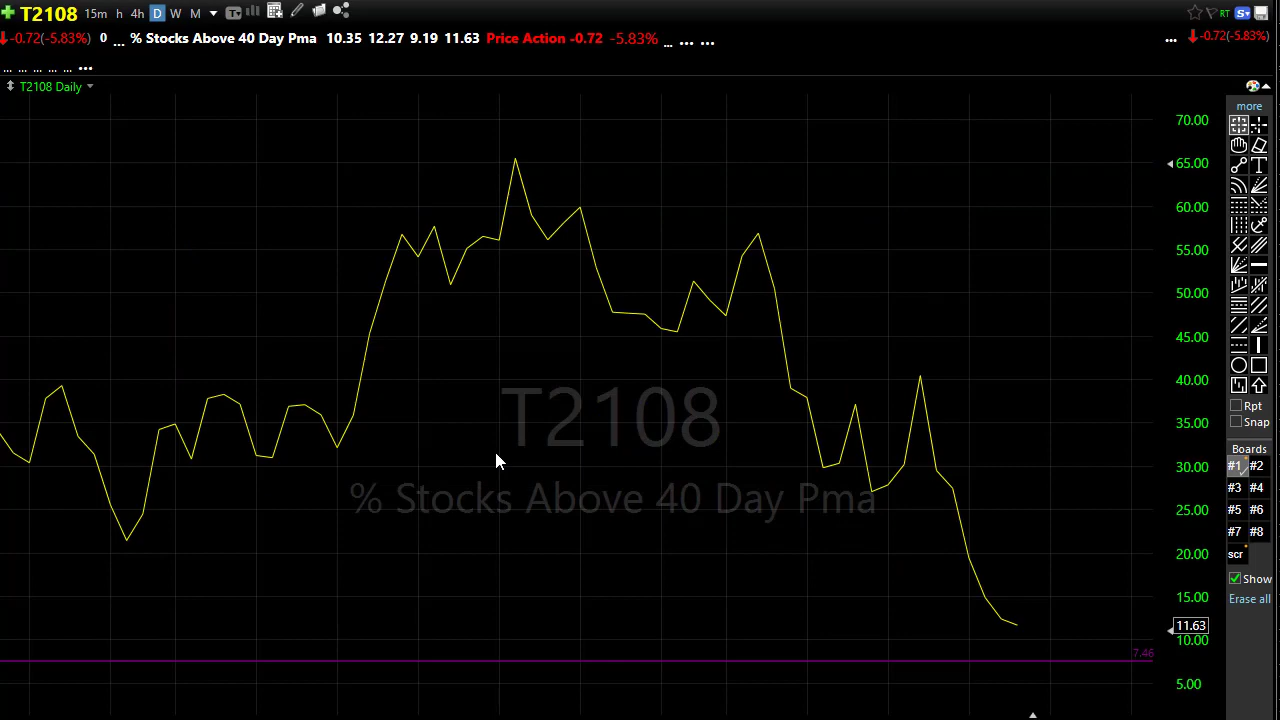 T2108 15m h 4h D W M T RT S
-0.72(-5.83%) 0 ... % Stocks Above 40 Day Pma 10.35 12.27 9.19 11.63 Price Action -0.72 -5.83% ... ... ... ... -0.72(-5.83%)
... ... ... ... ... ...
T2108 Daily
more
70.00
65.00
60.00
55.00
50.00
45.00
40.00
35.00
30.00
25.00
20.00
15.00
11.63
10.00
7.46
5.00
T2108
% Stocks Above 40 Day Pma
T
Rpt
Snap
Boards
#1 #2
#3 #4
#5 #6
#7 #8
scr
Show
Erase all